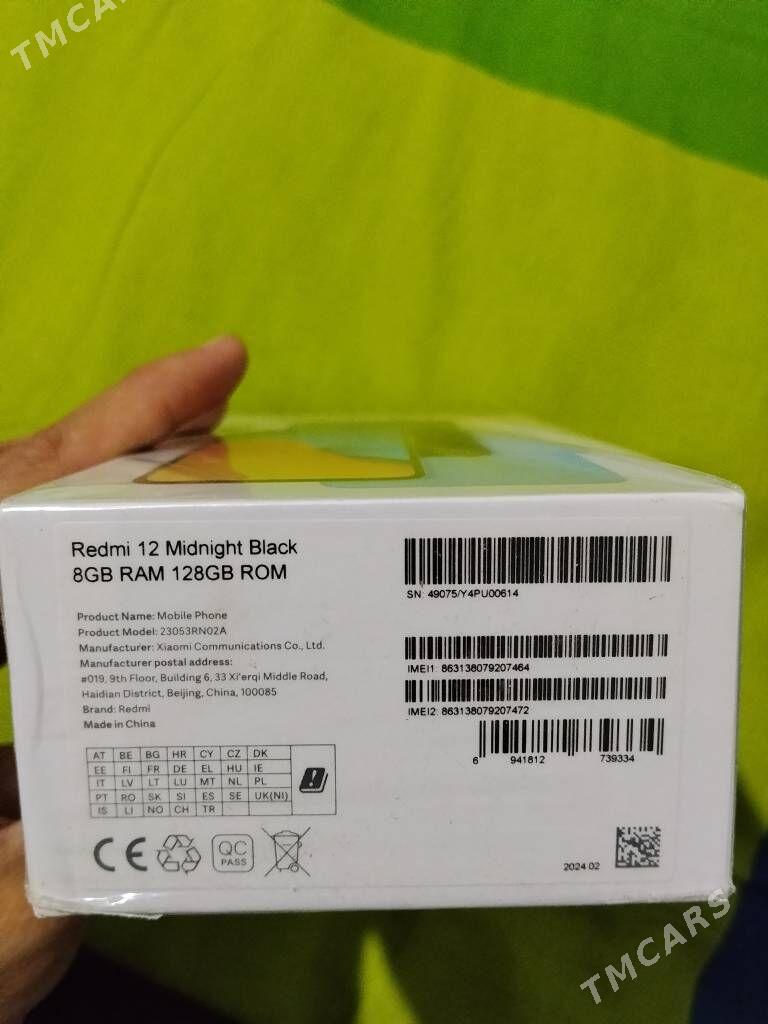 TMCARS
Redmi 12 Midnight Black
8GB RAM 128GB ROM
Product Name: Mobile Phone
Product Model: 23053RN02A
Manufacturer: Xiaomi Communications Co., Ltd.
Manufacturer postal address:
#019, 9th Floor, Building 6, 33 Xi'erqi Middle Road,
Haidian District, Beijing, China, 100085
Brand: Redmi
Made in China
SN: 49075/Y4PU00614
IMEI1: 863138079207464
IMEI2: 863138079207472
6 941812 739334
AT BE BG HR CY CZ DK
EE FI FR DE EL HU IE
IT LV LT LU MT NL PL
PT RO SK SI ES SE UK(NI)
IS LI NO CH TR
CE
QC
PASS
2024.02
TMCARS